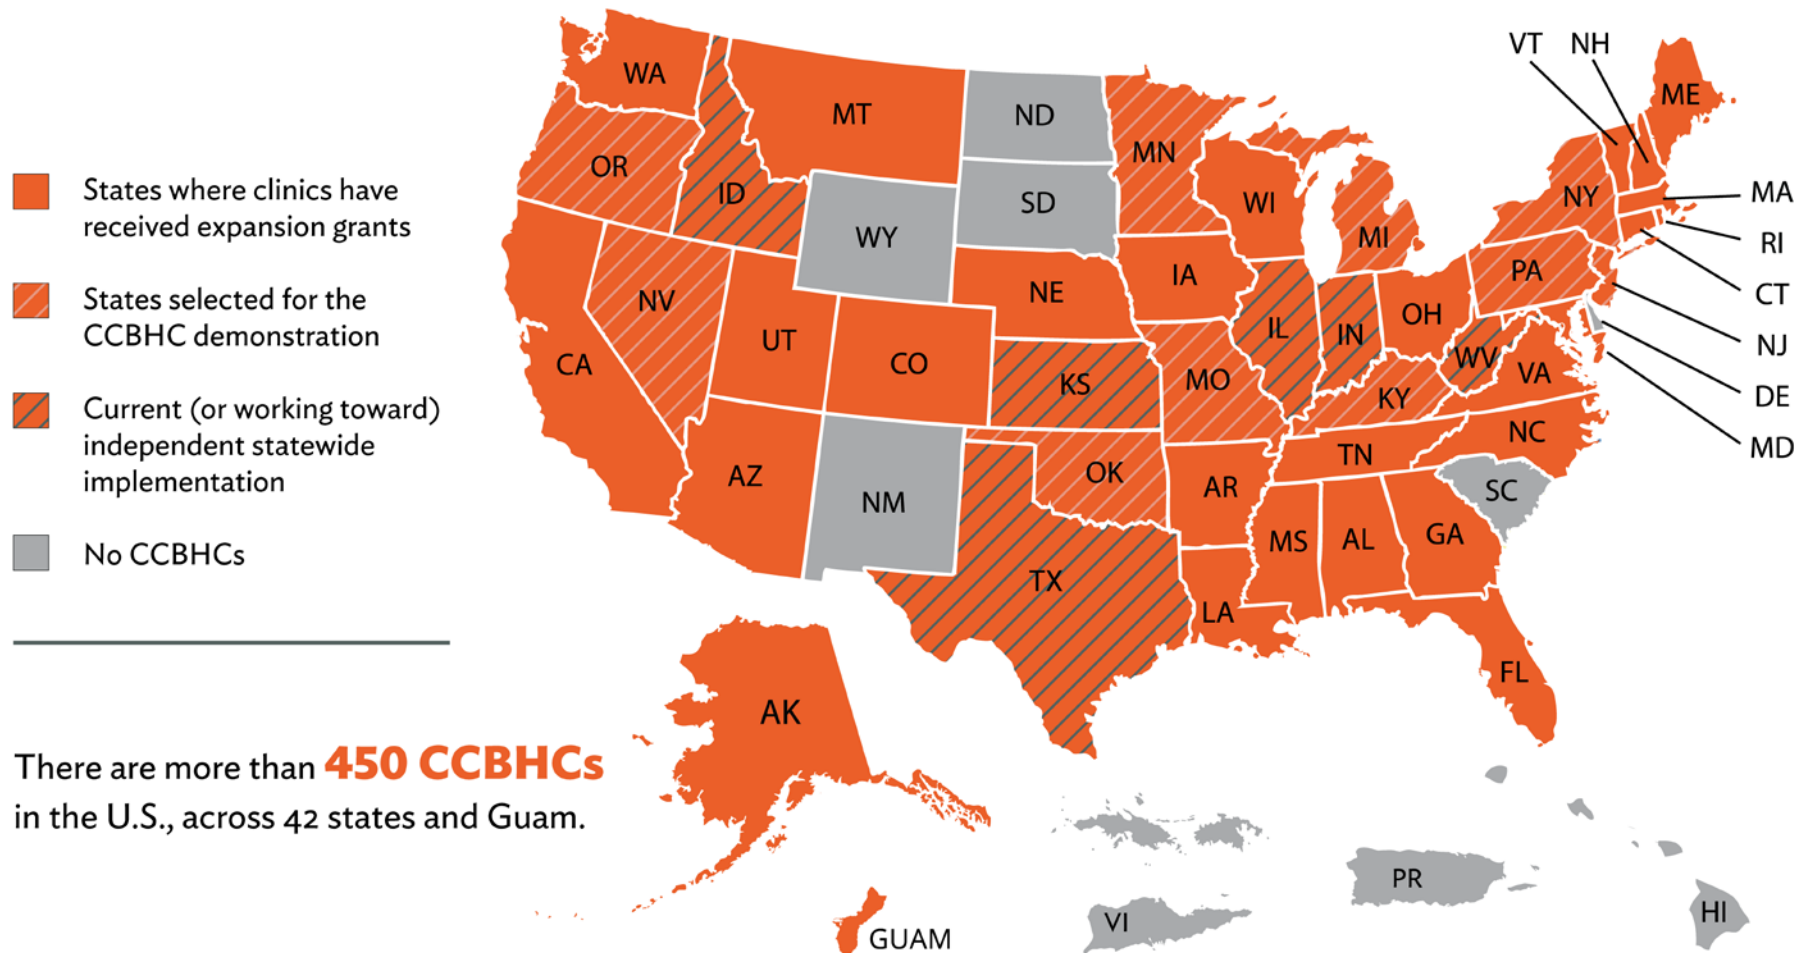 States where clinics have
received expansion grants
States selected for the
CCBHC demonstration
Current (or working toward)
independent statewide
implementation
No CCBHCs
There are more than 450 CCBHCs
in the U.S., across 42 states and Guam.
VT NH
WA
ME
MT
ND
MN
OR
ID
SD
WI
NY
MA
WY
MI
RI
IA
PA
NE
CT
NV
OH
IL
IN
UT
NJ
CO
CA
WV
VA
KS
MO
KY
DE
NC
MD
TN
AZ
OK
AR
SC
NM
MS
AL
GA
TX
LA
FL
AK
GUAM
VI
PR
HI